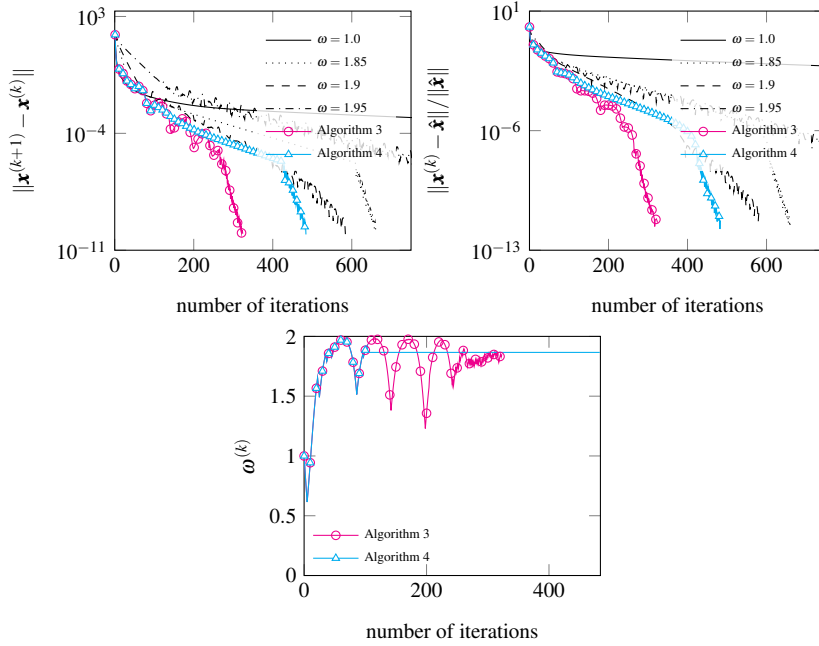 10^3
10^{-4}
10^{-11}
0
200
400
600
‖x^{(k+1)} − x^{(k)}‖
number of iterations
ω = 1.0
ω = 1.85
ω = 1.9
ω = 1.95
Algorithm 3
Algorithm 4
10^1
10^{-6}
10^{-13}
0
200
400
600
‖x^{(k)} − x̂‖/‖x̂‖
number of iterations
ω = 1.0
ω = 1.85
ω = 1.9
ω = 1.95
Algorithm 3
Algorithm 4
2
1.5
1
0.5
0
0
200
400
ω^{(k)}
number of iterations
Algorithm 3
Algorithm 4